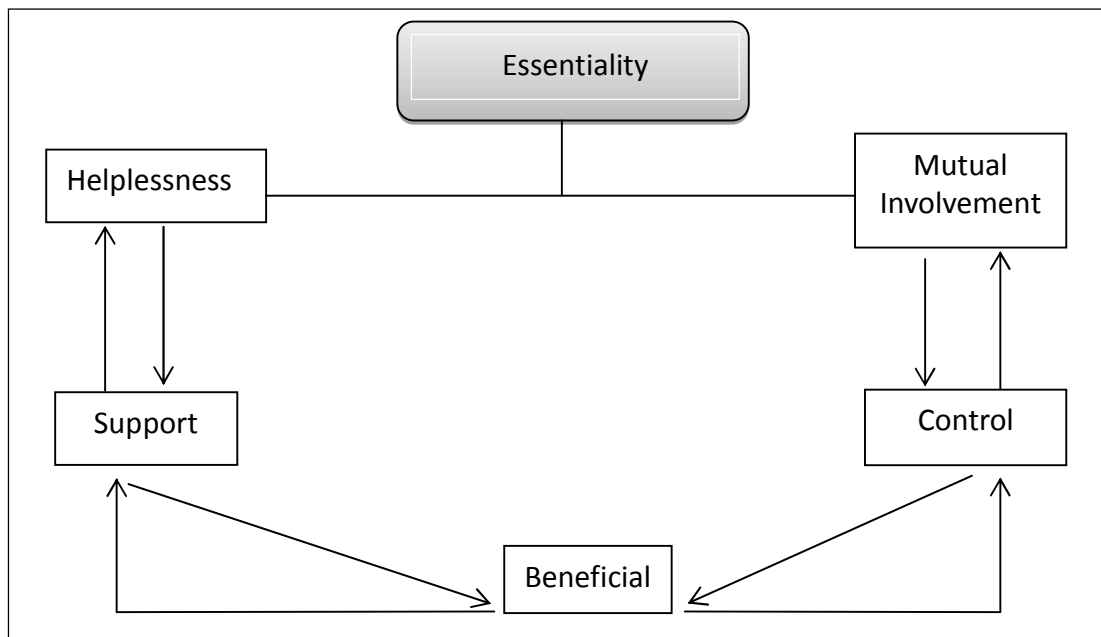 Essentiality
Helplessness
Mutual
Involvement
Support
Control
Beneficial